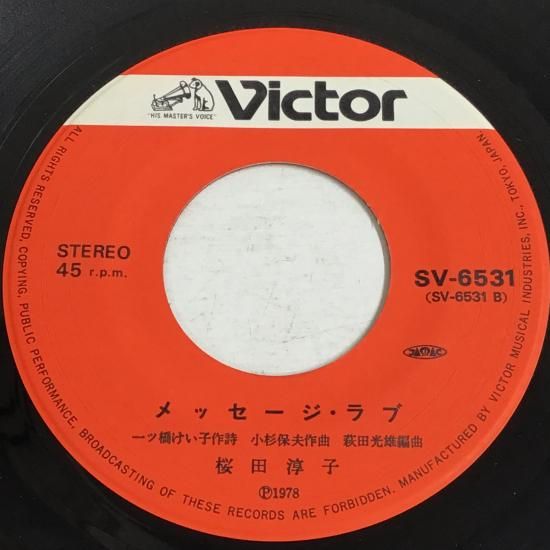 Victor
"HIS MASTER'S VOICE"
STEREO
45 r.p.m.
SV-6531
(SV-6531 B)
JASRAC
メッセージ・ラブ
一ツ橋けい子作詩 小杉保夫作曲 萩田光雄編曲
桜田淳子
Ⓟ1978
ALL RIGHTS RESERVED, COPYING, PUBLIC PERFORMANCE, BROADCASTING OF THESE RECORDS ARE FORBIDDEN. MANUFACTURED BY VICTOR MUSICAL INDUSTRIES, INC., TOKYO, JAPAN.